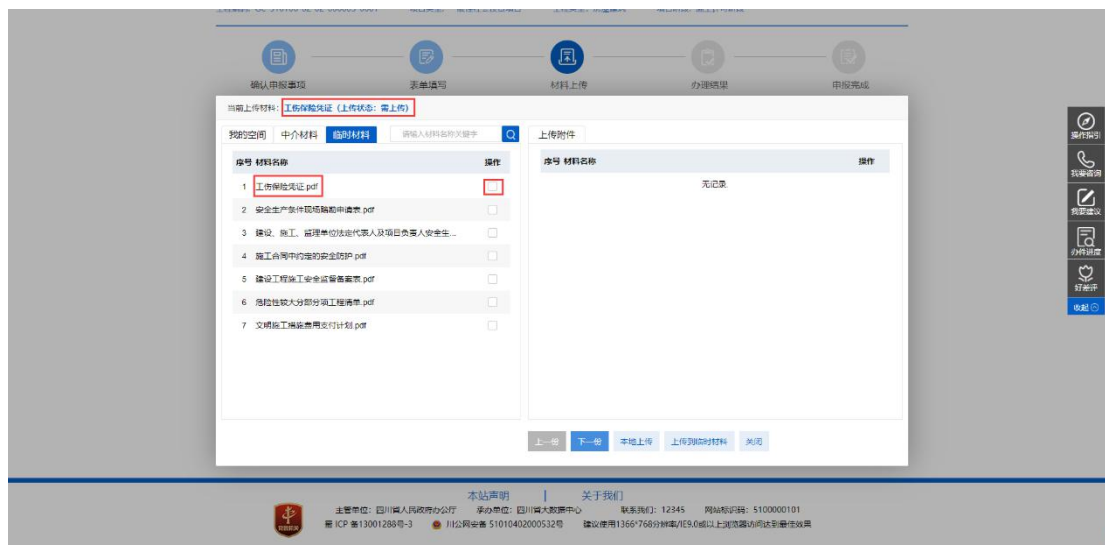 确认申报事项
表单填写
材料上传
办理结果
申报完成
当前上传材料：工伤保险凭证（上传状态：需上传）
我的空间 中介材料 临时材料 请输入材料名称关键字
序号 材料名称 操作
1 工伤保险凭证.pdf
2 安全生产条件现场踏勘申请表.pdf
3 建设、施工、监理单位法定代表人及项目负责人安全生...
4 施工合同中约定的安全防护.pdf
5 建设工程施工安全监督备案表.pdf
6 危险性较大分部分项工程清单.pdf
7 文明施工措施费用支付计划.pdf
上传附件
序号 材料名称 操作
无记录
上一份 下一份 本地上传 上传到临时材料 关闭
操作指引
我要咨询
我要建议
办件进度
好差评
收起
本站声明 | 关于我们
主管单位：四川省人民政府办公厅 承办单位：四川省大数据中心 联系我们：12345 网站标识码：5100000101
蜀 ICP 备13001288号-3 川公网安备 51010402000532号 建议使用1366*768分辨率/IE9.0或以上浏览器访问达到最佳效果